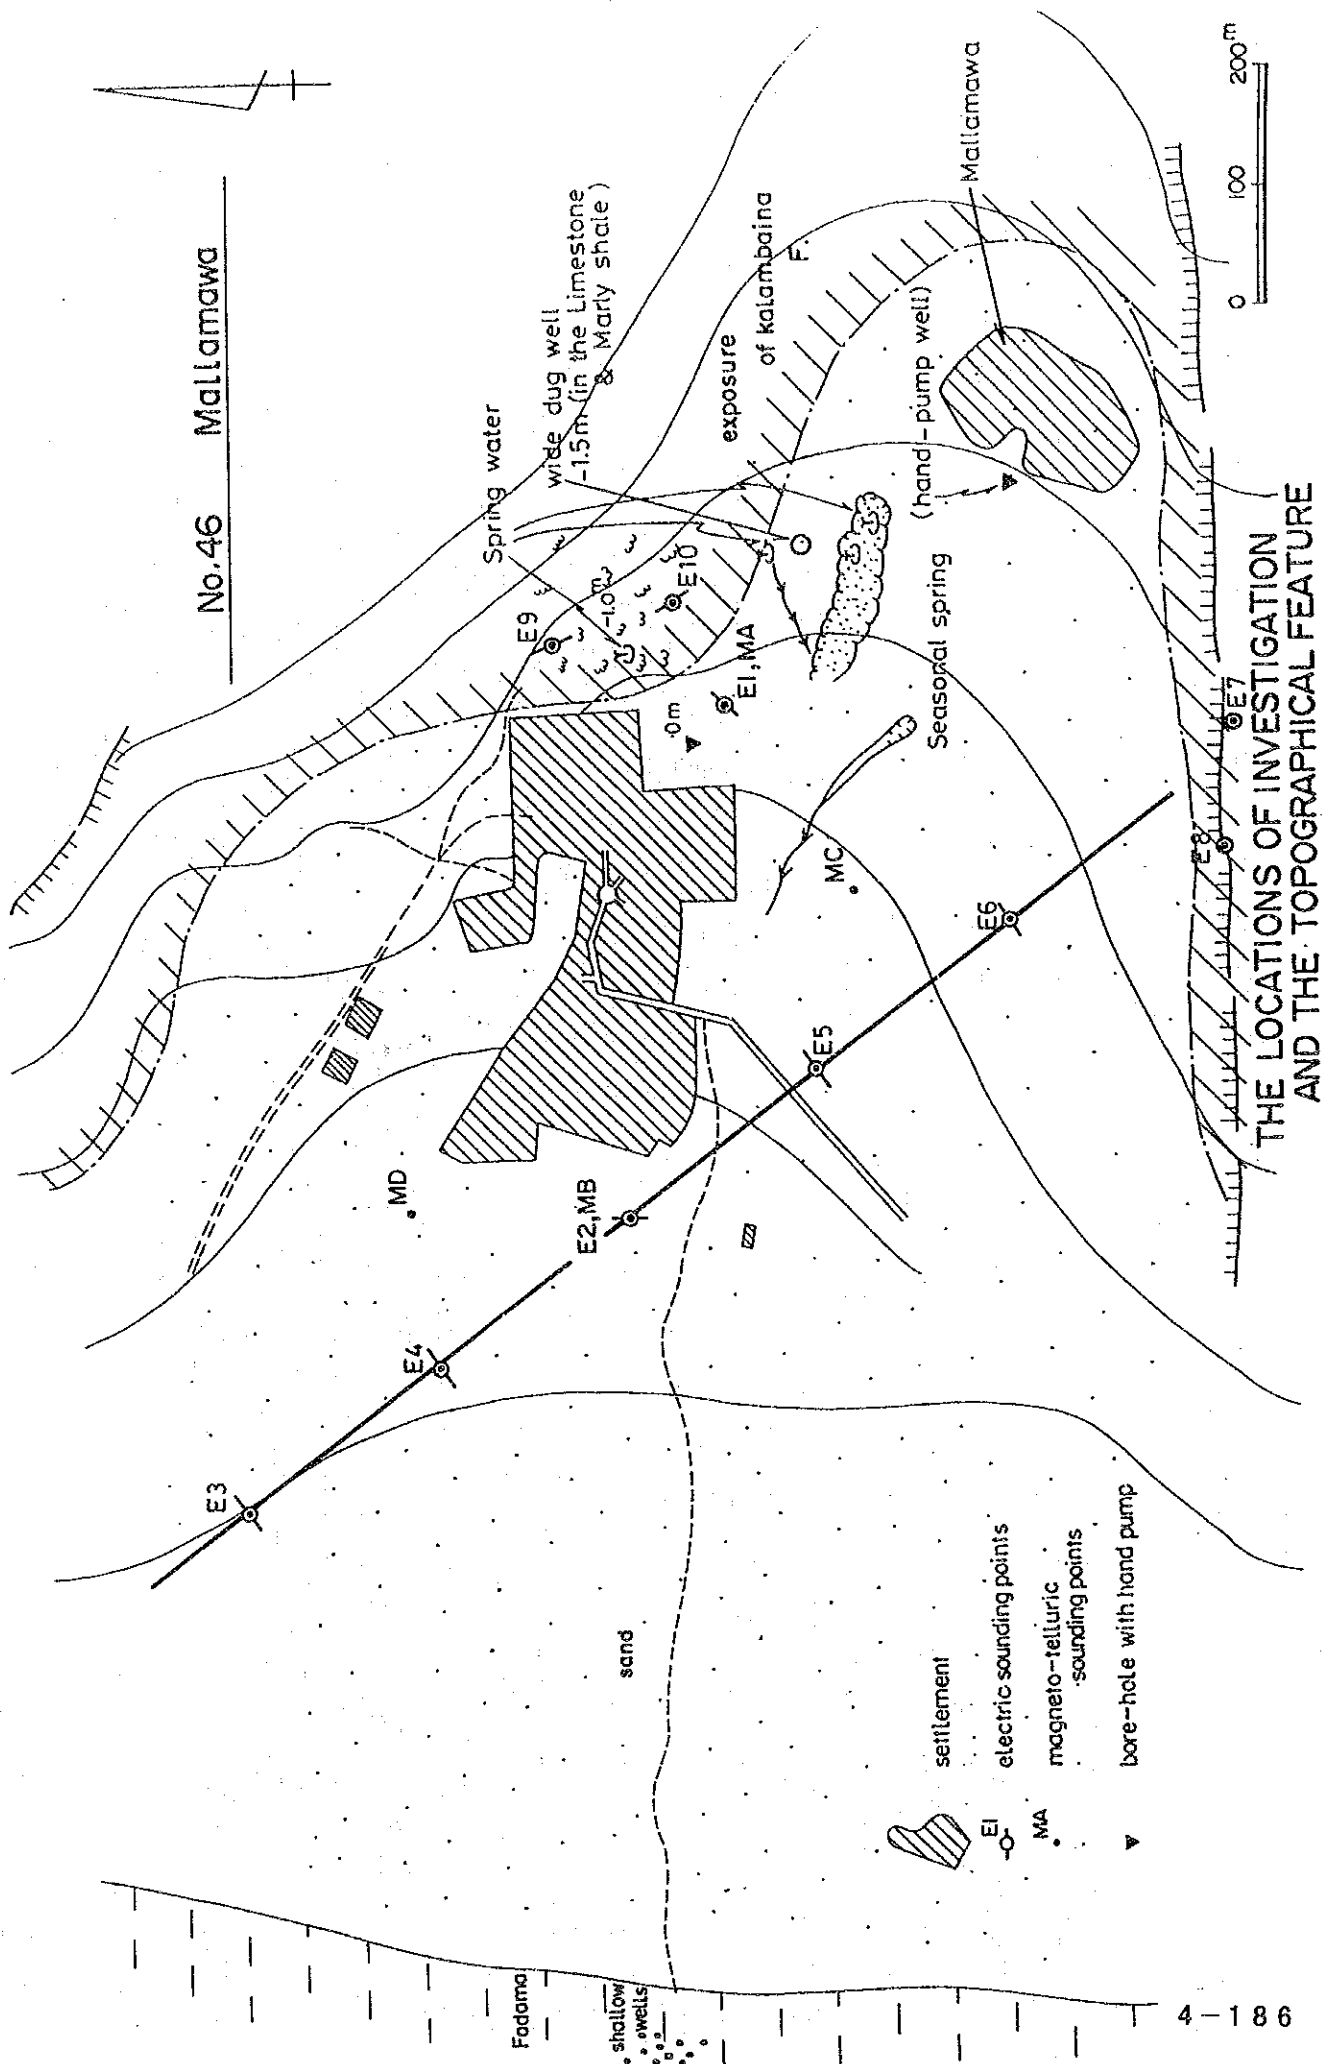 No.46 Mallamawa
Spring water
wide dug well
-1.5m (in the Limestone
& Marly shale)
exposure
of kalambaina
F.
E9
-1.0m
E10
E1, MA
0m
(hand-pump well)
Mallamawa
Seasonal spring
MC
MD
E2, MB
E3
E4
E5
E6
E7
E8
sand
Fadama
shallow
wells
settlement
E1
electric sounding points
MA
magneto-telluric
sounding points
bore-hole with hand pump
0 100 200m
THE LOCATIONS OF INVESTIGATION
AND THE TOPOGRAPHICAL FEATURE
4-186